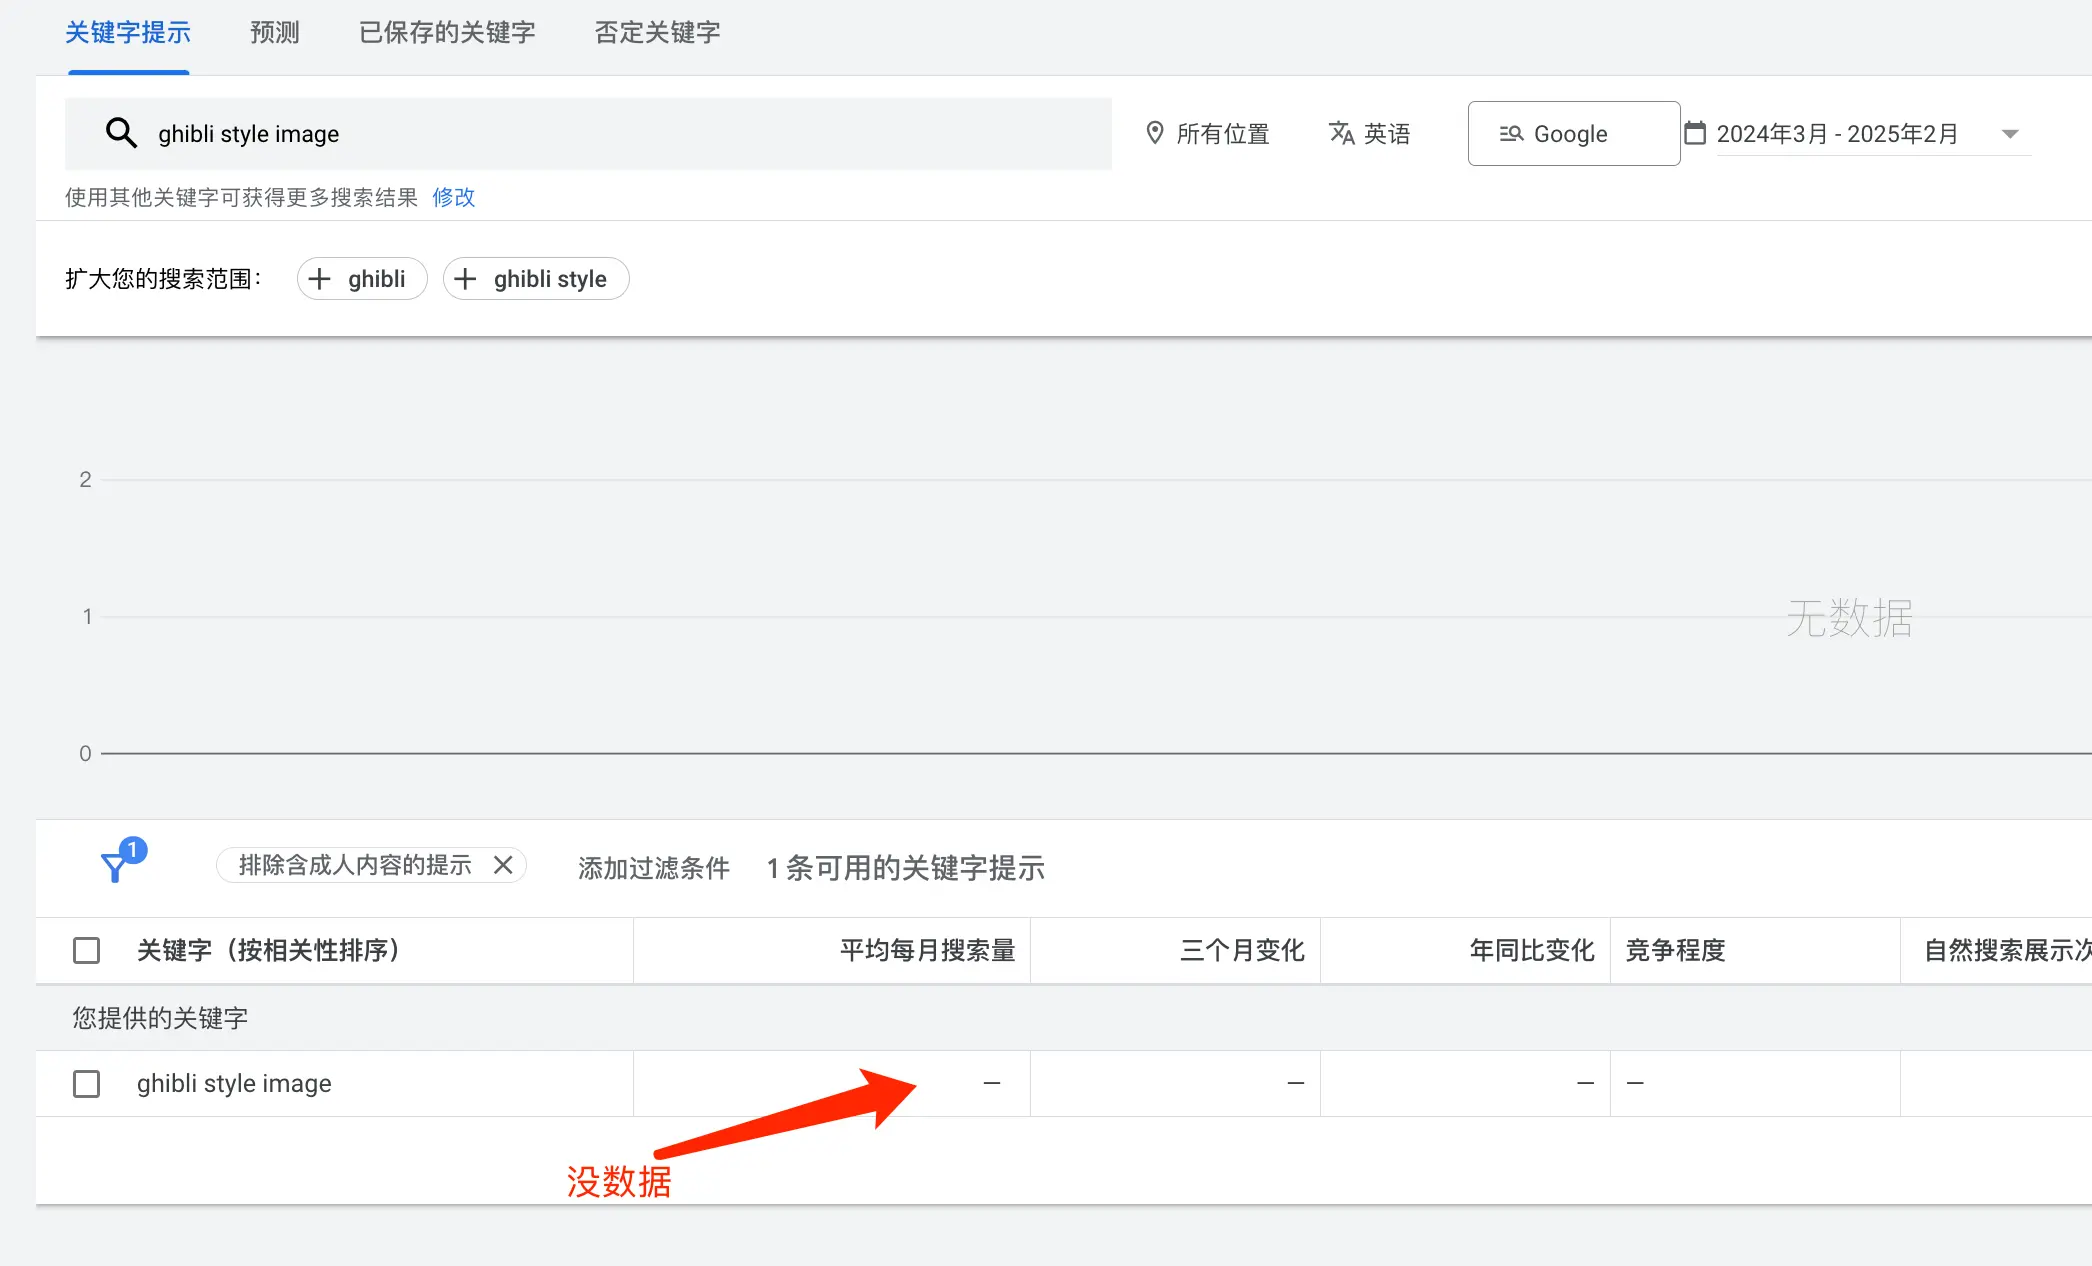 关键字提示 预测 已保存的关键字 否定关键字
ghibli style image 所有位置 英语 Google 2024年3月 - 2025年2月
使用其他关键字可获得更多搜索结果 修改
扩大您的搜索范围： ghibli ghibli style
2
1
无数据
0
1 排除含成人内容的提示 添加过滤条件 1 条可用的关键字提示
关键字（按相关性排序） 平均每月搜索量 三个月变化 年同比变化 竞争程度 自然搜索展示次
您提供的关键字
ghibli style image — — — —
没数据